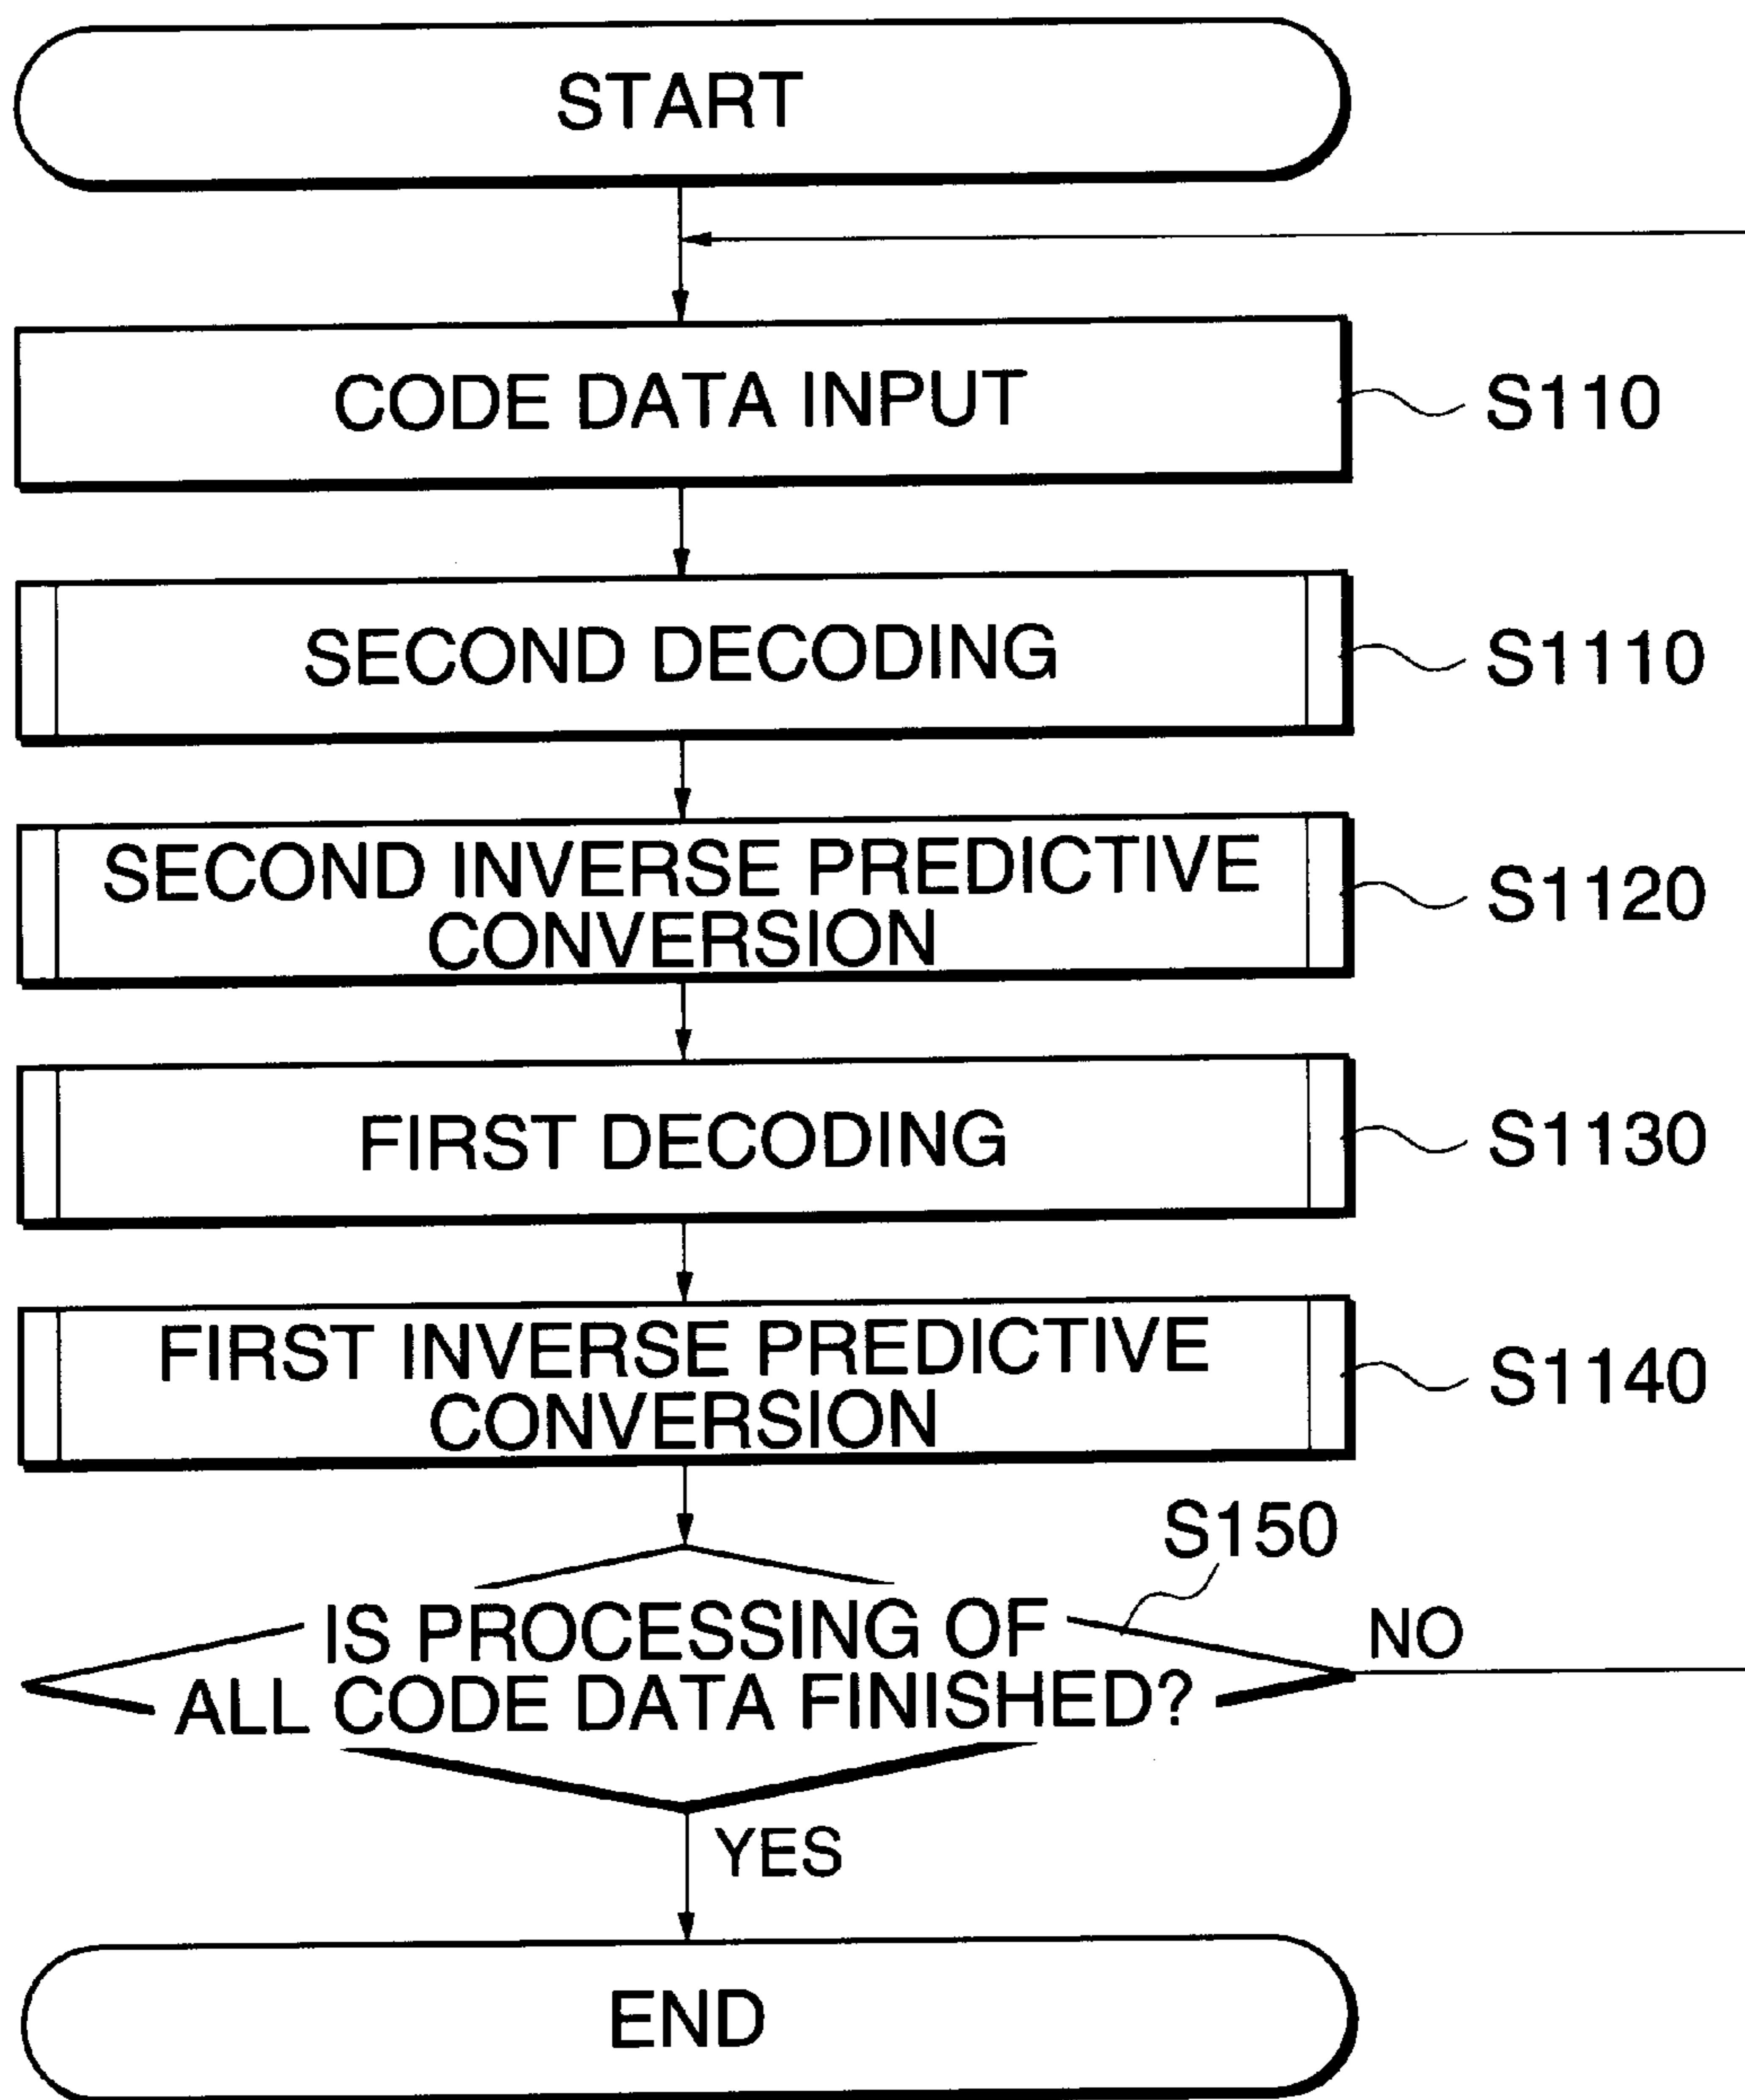 START
CODE DATA INPUT
S110
SECOND DECODING
S1110
SECOND INVERSE PREDICTIVE
CONVERSION
S1120
FIRST DECODING
S1130
FIRST INVERSE PREDICTIVE
CONVERSION
S1140
S150
IS PROCESSING OF
ALL CODE DATA FINISHED?
NO
YES
END